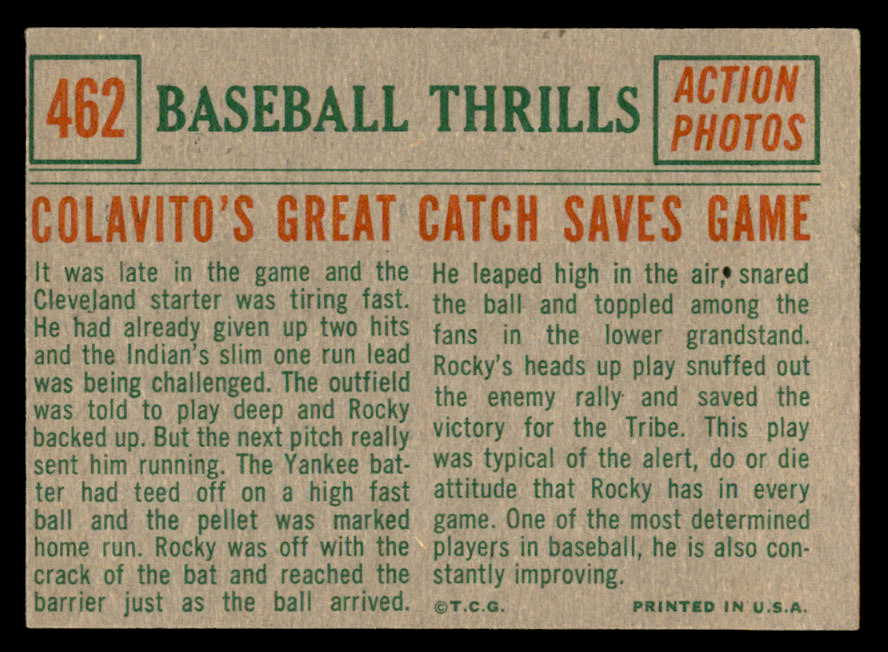 462
BASEBALL THRILLS
ACTION
PHOTOS
COLAVITO'S GREAT CATCH SAVES GAME
It was late in the game and the
Cleveland starter was tiring fast.
He had already given up two hits
and the Indian's slim one run lead
was being challenged. The outfield
was told to play deep and Rocky
backed up. But the next pitch really
sent him running. The Yankee bat-
ter had teed off on a high fast
ball and the pellet was marked
home run. Rocky was off with the
crack of the bat and reached the
barrier just as the ball arrived.
He leaped high in the air, snared
the ball and toppled among the
fans in the lower grandstand.
Rocky's heads up play snuffed out
the enemy rally and saved the
victory for the Tribe. This play
was typical of the alert, do or die
attitude that Rocky has in every
game. One of the most determined
players in baseball, he is also con-
stantly improving.
©T.C.G. PRINTED IN U.S.A.